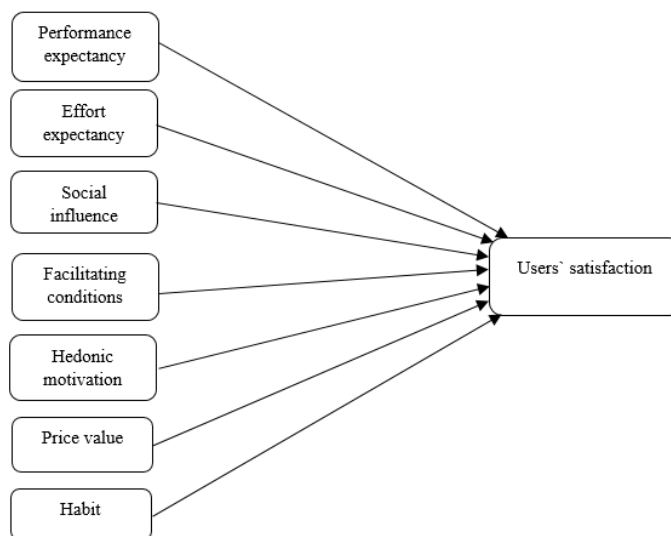 Performance
expectancy
Effort
expectancy
Social
influence
Facilitating
conditions
Hedonic
motivation
Price value
Habit
Users` satisfaction